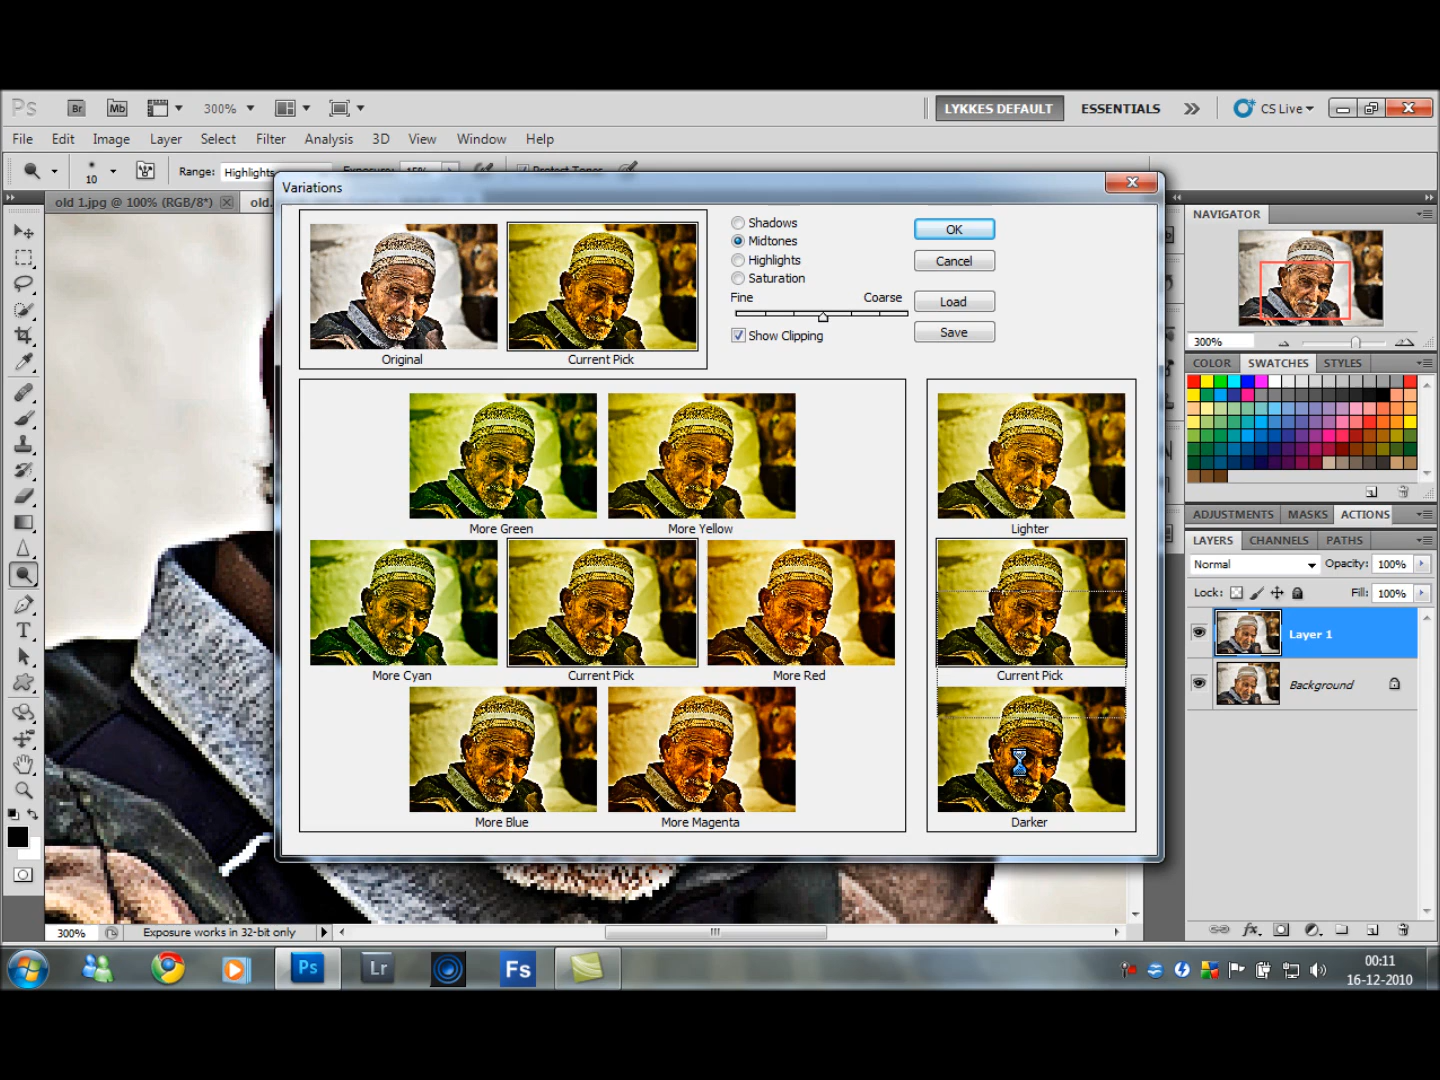 Ps Br Mb 300% LYKKES DEFAULT ESSENTIALS CS Live
File Edit Image Layer Select Filter Analysis 3D View Window Help
10 Range: Highlights
old 1.jpg @ 100% (RGB/8*) old.
Variations
Original
Current Pick
Shadows
Midtones
Highlights
Saturation
Fine Coarse
Show Clipping
OK
Cancel
Load
Save
More Green More Yellow
More Cyan Current Pick More Red
More Blue More Magenta
Lighter
Current Pick
Darker
NAVIGATOR
300%
COLOR SWATCHES STYLES
ADJUSTMENTS MASKS ACTIONS
LAYERS CHANNELS PATHS
Normal Opacity: 100%
Lock: Fill: 100%
Layer 1
Background
300% Exposure works in 32-bit only
Ps Lr Fs
00:11
16-12-2010